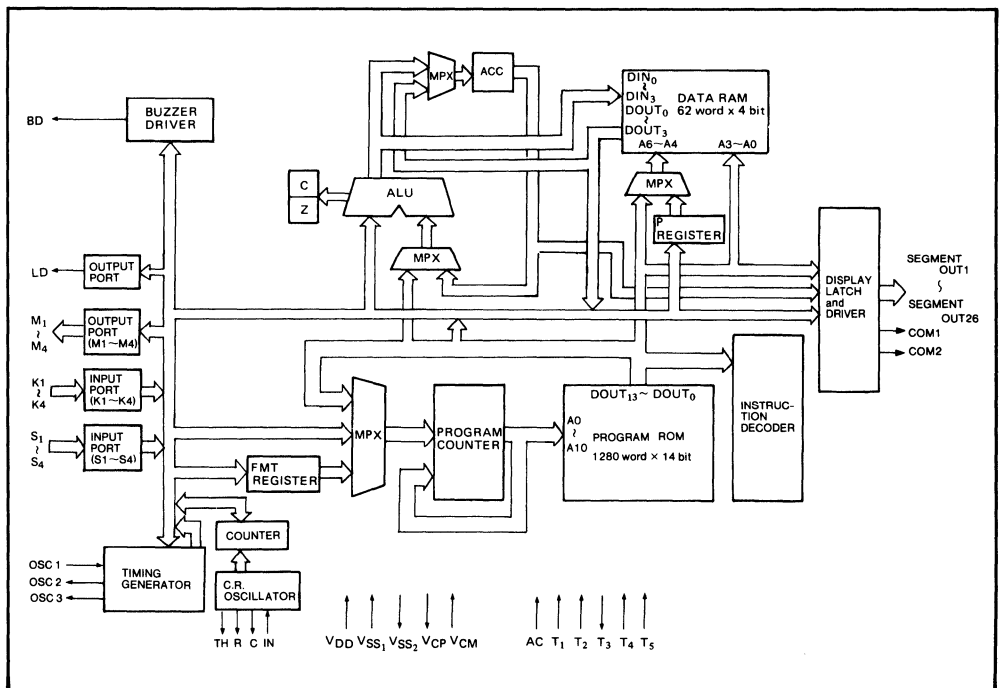 BUZZER
DRIVER
BD
MPX
ACC
DIN0
~
DIN3
DOUT0
~
DOUT3
DATA RAM
62 word x 4 bit
A6~A4
A3~A0
C
Z
ALU
MPX
P
REGISTER
MPX
LD
OUTPUT
PORT
M1
~
M4
OUTPUT
PORT
(M1~M4)
K1
~
K4
INPUT
PORT
(K1~K4)
S1
~
S4
INPUT
PORT
(S1~S4)
DISPLAY
LATCH
and
DRIVER
SEGMENT
OUT1
~
SEGMENT
OUT26
COM1
COM2
MPX
PROGRAM
COUNTER
DOUT13~ DOUT0
A0
~
A10
PROGRAM ROM
1280 word × 14 bit
INSTRUC-
TION
DECODER
FMT
REGISTER
COUNTER
C.R.
OSCILLATOR
TH R C IN
OSC 1
OSC 2
OSC 3
TIMING
GENERATOR
VDD VSS1 VSS2 VCP VCM
AC T1 T2 T3 T4 T5